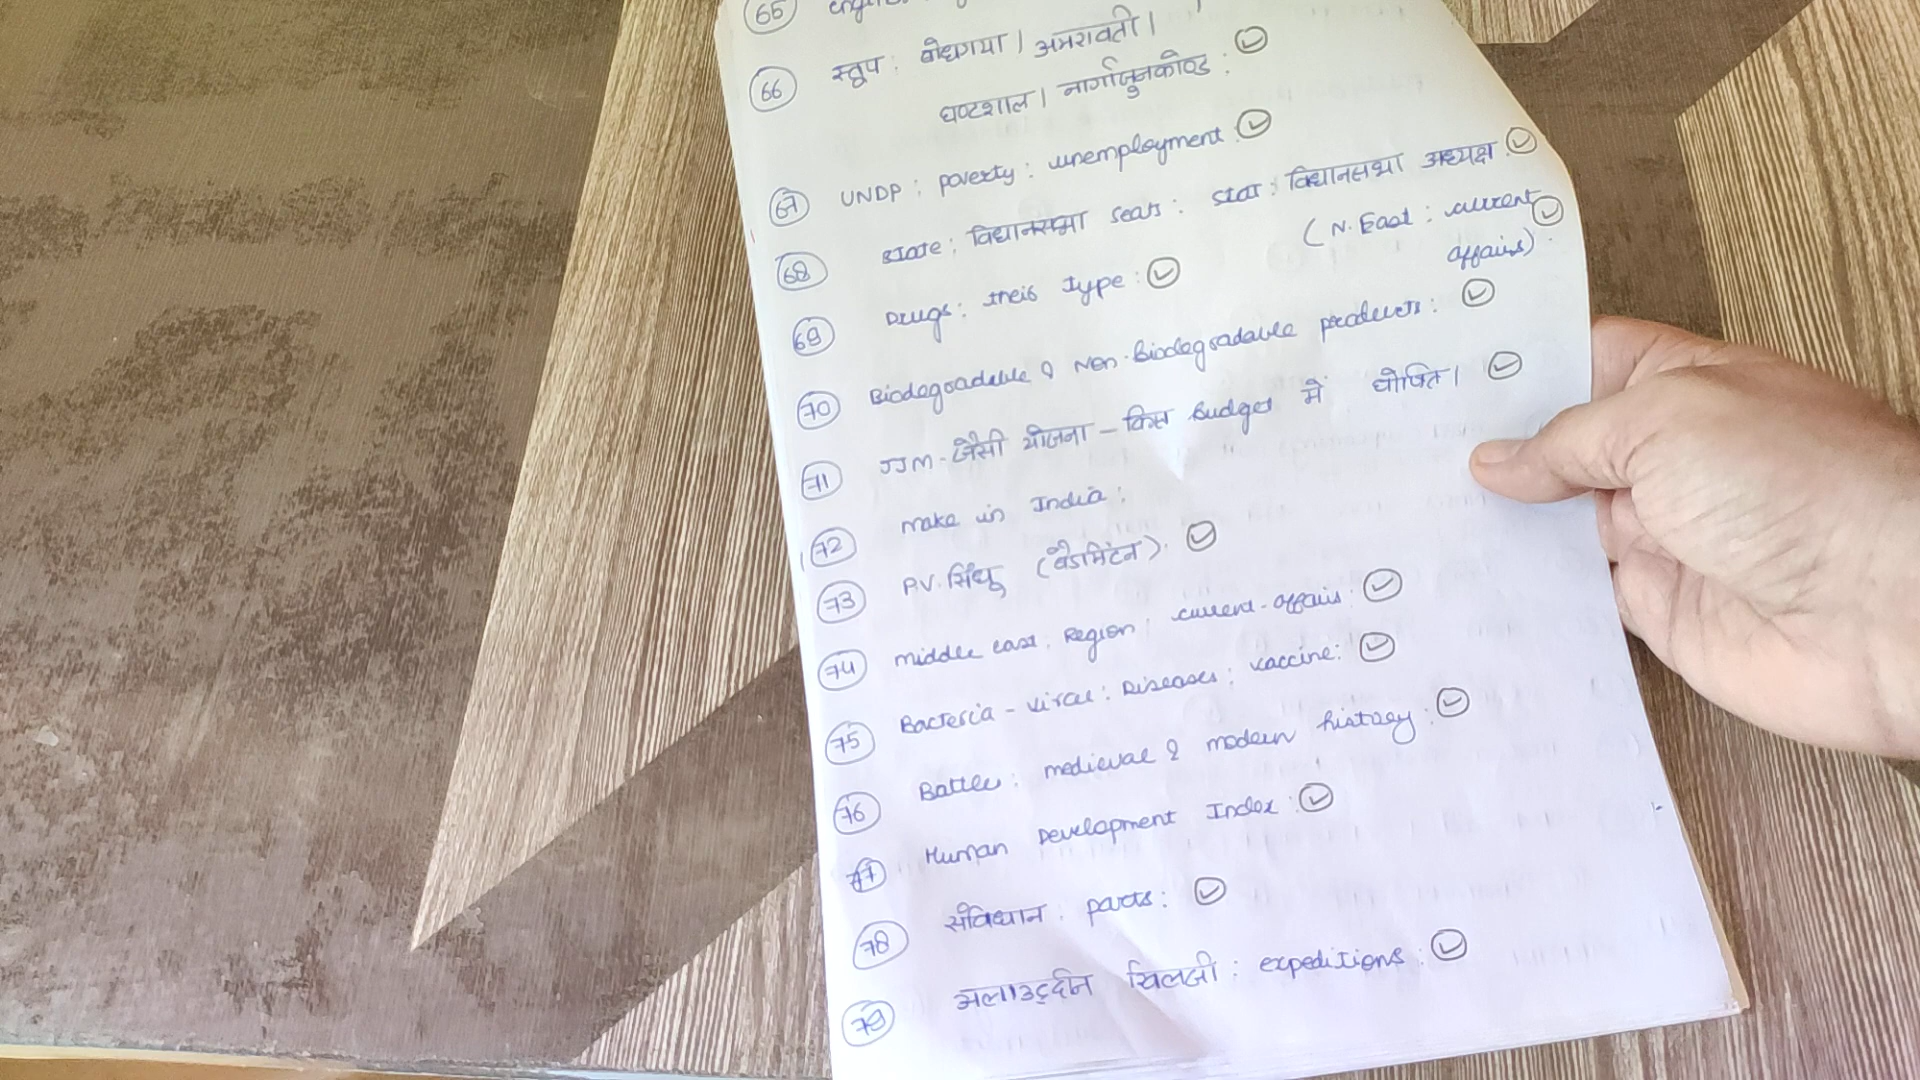 65
66 स्तूप : बोधगया । अमरावती ।
घण्टशाल । नागार्जुनकोण्ड :
67 UNDP : poverty : unemployment :
68 state : विधानसभा seats : star : विधानसभा अध्यक्ष :
(N. East : current affairs)
69 Drugs : their type :
70 Biodegradable & Non-Biodegradable products :
71 JJM - जैसी योजना – किस Budget में घोषित ।
72 make in India :
73 P.V. सिंधू (बैडमिंटन) .
74 middle east : Region : current-affairs :
75 Bacteria - viral : Diseases : vaccine :
76 Battles : medieval & modern history :
77 Human Development Index :
78 संविधान : parts :
79 अलाउद्दीन खिलजी : expeditions :